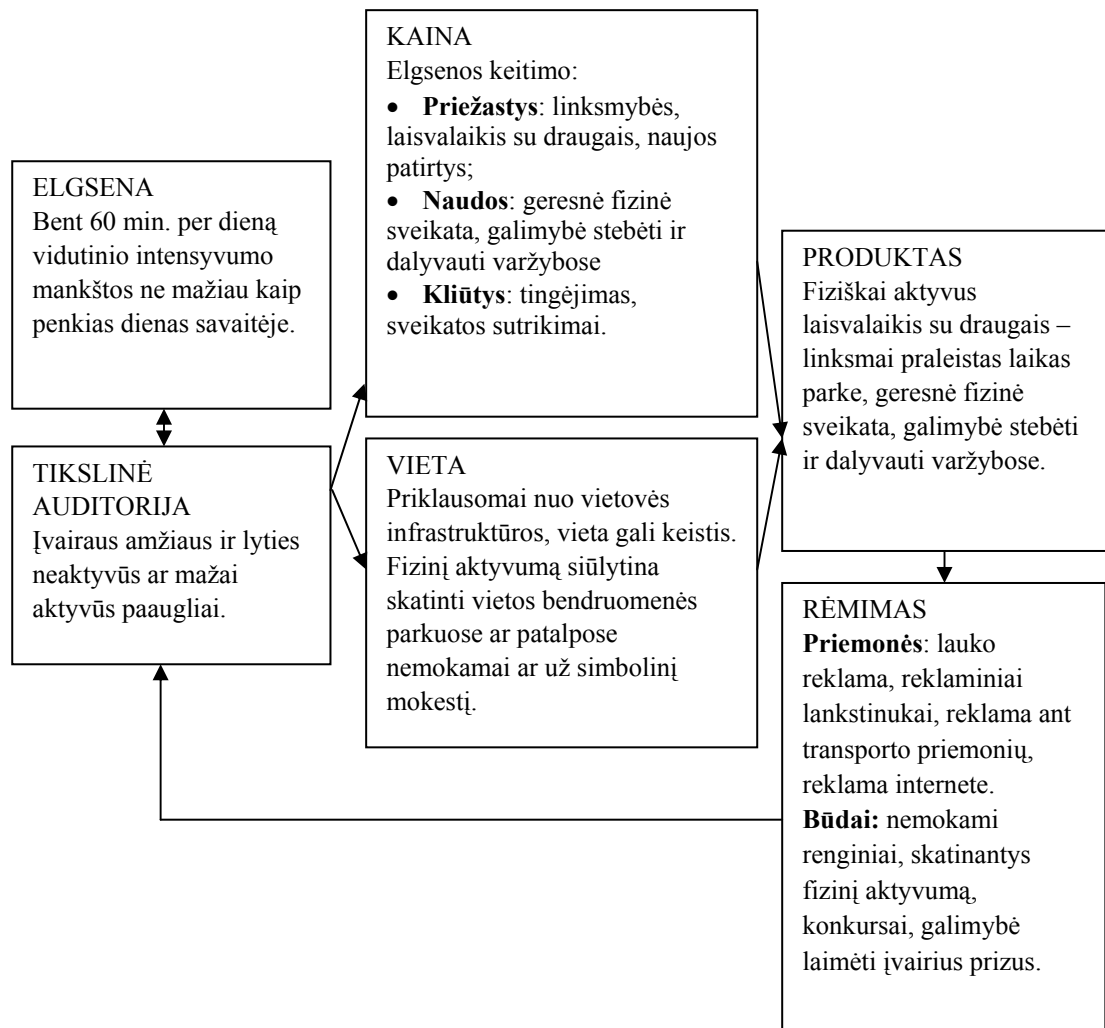 ELGSENA
Bent 60 min. per dieną
vidutinio intensyvumo
mankštos ne mažiau kaip
penkias dienas savaitėje.
TIKSLINĖ
AUDITORIJA
Įvairaus amžiaus ir lyties
neaktyvūs ar mažai
aktyvūs paaugliai.
KAINA
Elgsenos keitimo:
• Priežastys: linksmybės,
laisvalaikis su draugais, naujos
patirtys;
• Naudos: geresnė fizinė
sveikata, galimybė stebėti ir
dalyvauti varžybose
• Kliūtys: tingėjimas,
sveikatos sutrikimai.
VIETA
Priklausomai nuo vietovės
infrastruktūros, vieta gali keistis.
Fizinį aktyvumą siūlytina
skatinti vietos bendruomenės
parkuose ar patalpose
nemokamai ar už simbolinį
mokestį.
PRODUKTAS
Fiziškai aktyvus
laisvalaikis su draugais –
linksmai praleistas laikas
parke, geresnė fizinė
sveikata, galimybė stebėti
ir dalyvauti varžybose.
RĖMIMAS
Priemonės: lauko
reklama, reklaminiai
lankstinukai, reklama ant
transporto priemonių,
reklama internete.
Būdai: nemokami
renginiai, skatinantys
fizinį aktyvumą,
konkursai, galimybė
laimėti įvairius prizus.